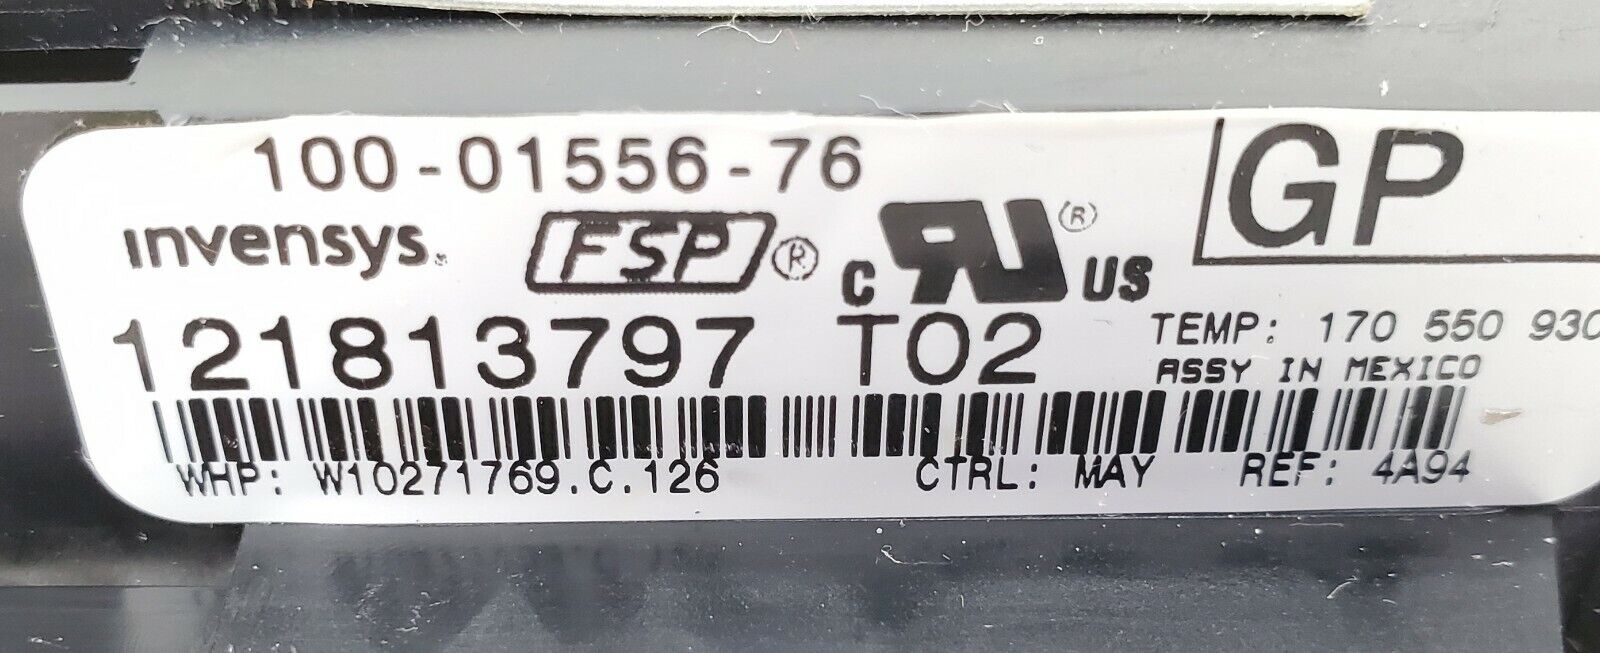 100-01556-76
GP
invensys.
FSP ®
c RU ® US
121813797 T02
TEMP: 170 550 930
ASSY IN MEXICO
WHP: W10271769.C.126 CTRL: MAY REF: 4A94